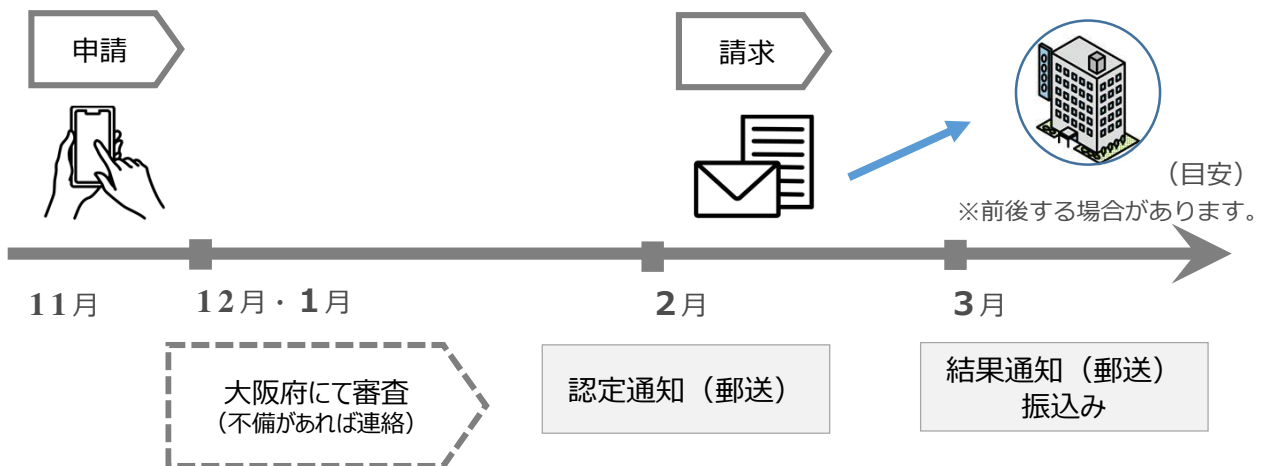 申請
請求
（目安）
※前後する場合があります。
11月
12月・1月
2月
3月
大阪府にて審査
（不備があれば連絡）
認定通知（郵送）
結果通知（郵送）
振込み